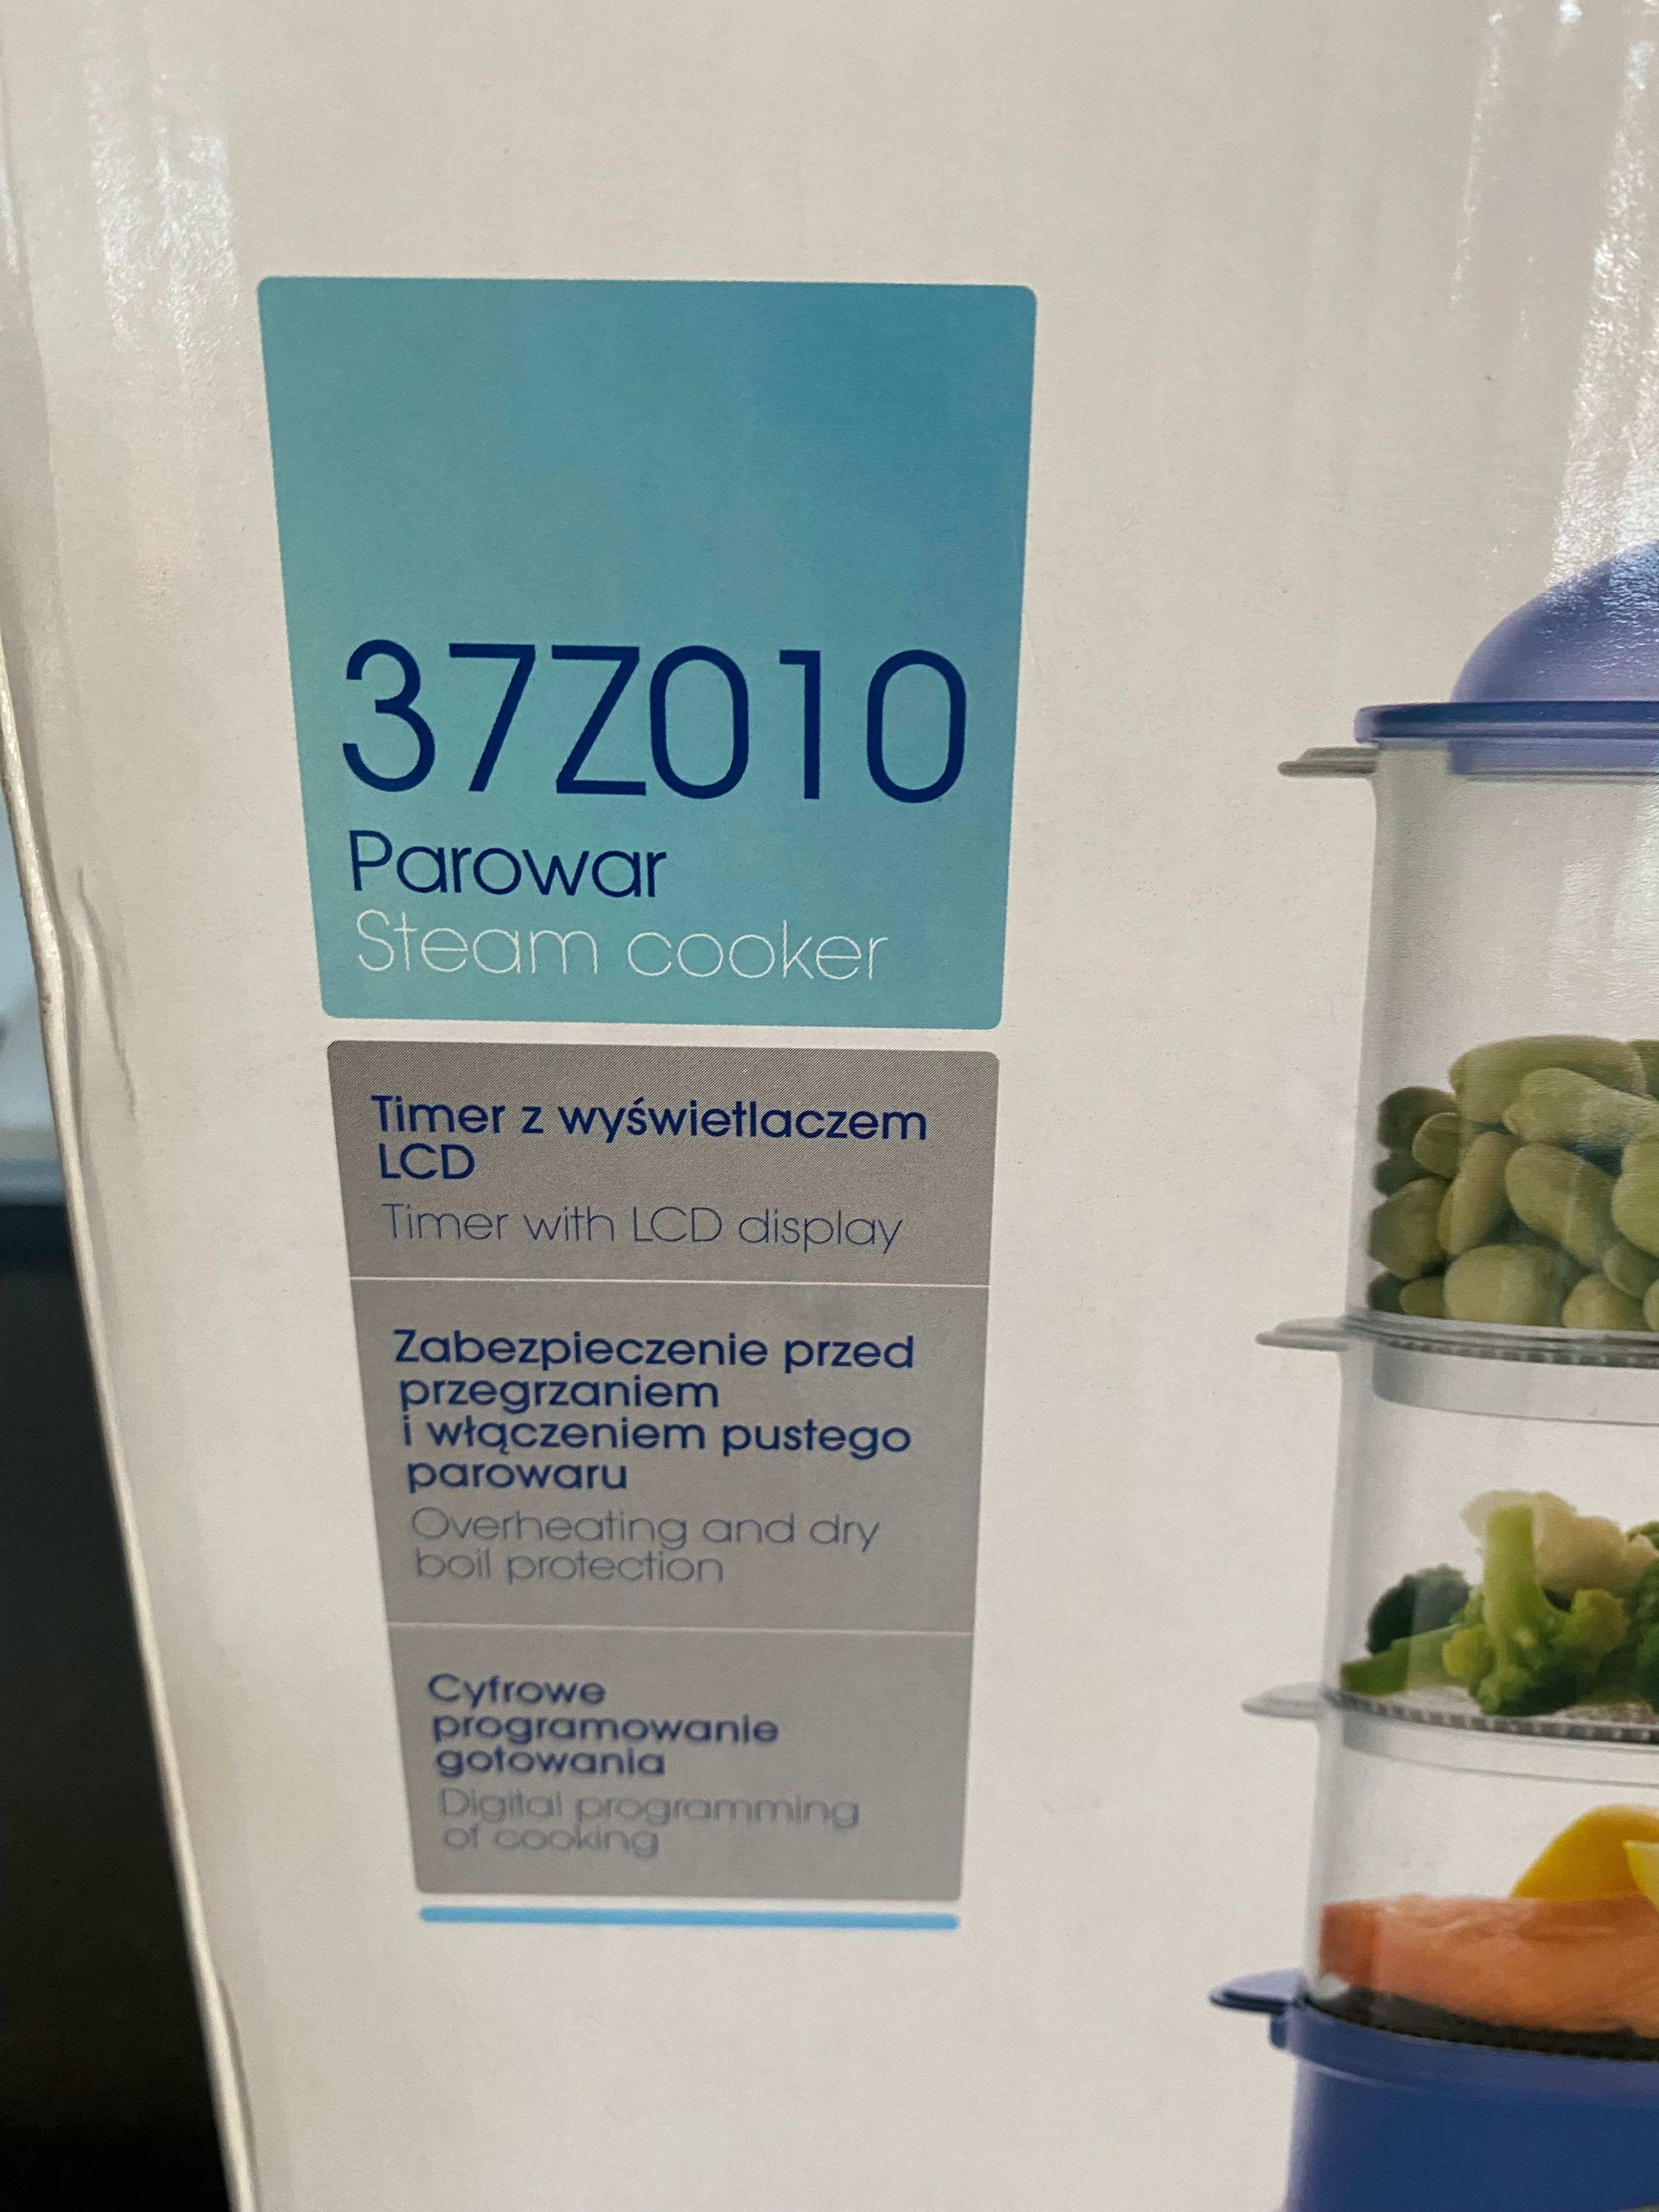 37Z010
Parowar
Steam cooker
Timer z wyświetlaczem
LCD
Timer with LCD display
Zabezpieczenie przed
przegrzaniem
i włączeniem pustego
parowaru
Overheating and dry
boil protection
Cyfrowe
programowanie
gotowania
Digital programming
of cooking